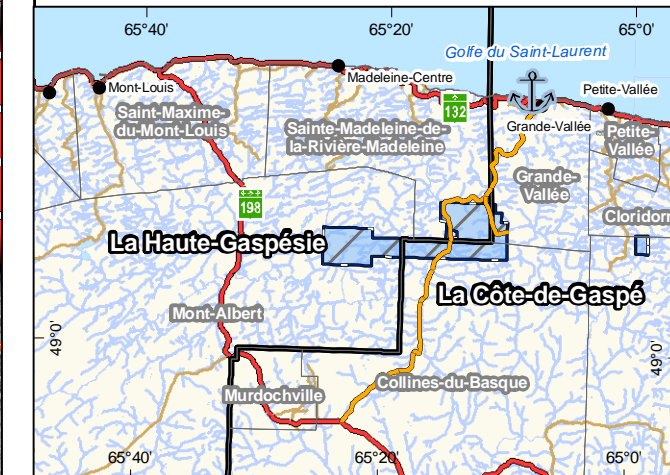 65°40'
65°20'
65°0'
Golfe du Saint-Laurent
Mont-Louis
Madeleine-Centre
Petite-Vallée
132
Grande-Vallée
Saint-Maxime-
du-Mont-Louis
Sainte-Madeleine-de-
la-Rivière-Madeleine
Petite-
Vallée
Grande-
Vallée
198
Cloridorm
La Haute-Gaspésie
La Côte-de-Gaspé
Mont-Albert
49°0'
49°0'
Murdochville
Collines-du-Basque
65°40'
65°20'
65°0'